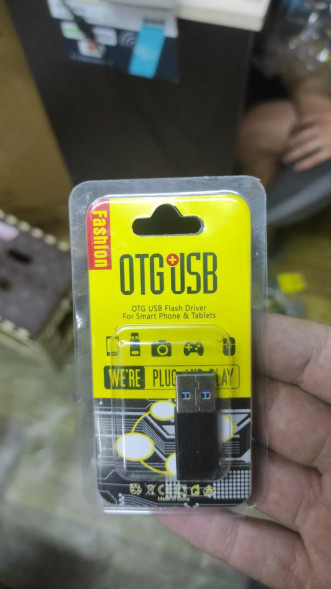 Fashion
OTG USB
OTG USB Flash Driver
For Smart Phone & Tablets
WE'RE PLUG AND PLAY